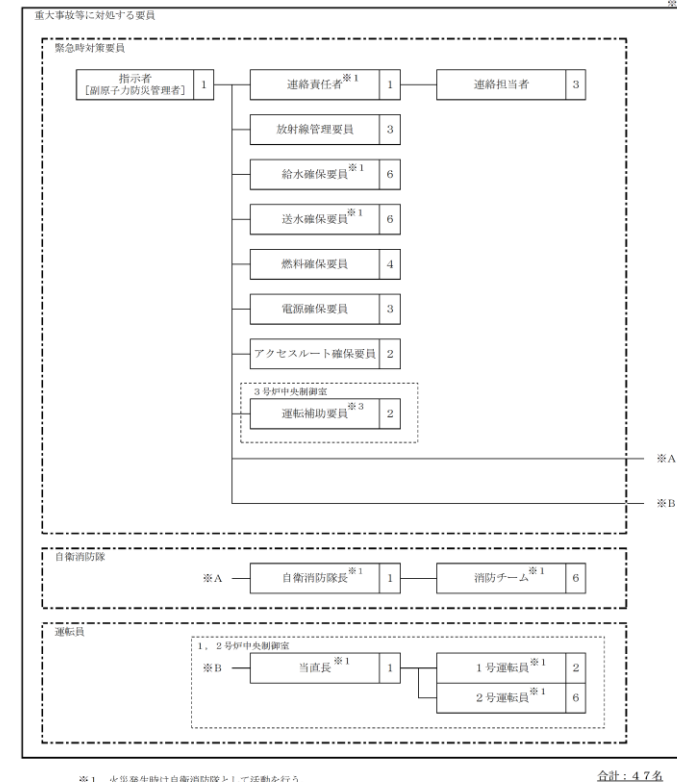 ※
重大事故等に対処する要員
緊急時対策要員
指示者
[副原子力防災管理者]
1
連絡責任者※1
1
連絡担当者
3
放射線管理要員
3
給水確保要員※1
6
送水確保要員※1
6
燃料確保要員
4
電源確保要員
3
アクセスルート確保要員
2
3号炉中央制御室
運転補助要員※3
2
※A
※B
自衛消防隊
※A
自衛消防隊長※1
1
消防チーム※1
6
運転員
1,2号炉中央制御室
※B
当直長※1
1
1号運転員※1
2
2号運転員※1
6
合計:47名
※1 火災発生時は自衛消防隊として活動を行う